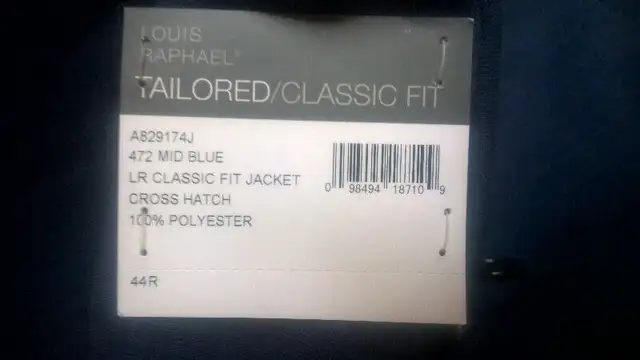 LOUIS
RAPHAEL®
TAILORED/CLASSIC FIT
A829174J
472 MID BLUE
LR CLASSIC FIT JACKET
CROSS HATCH
100% POLYESTER
0 98494 18710 9
44R